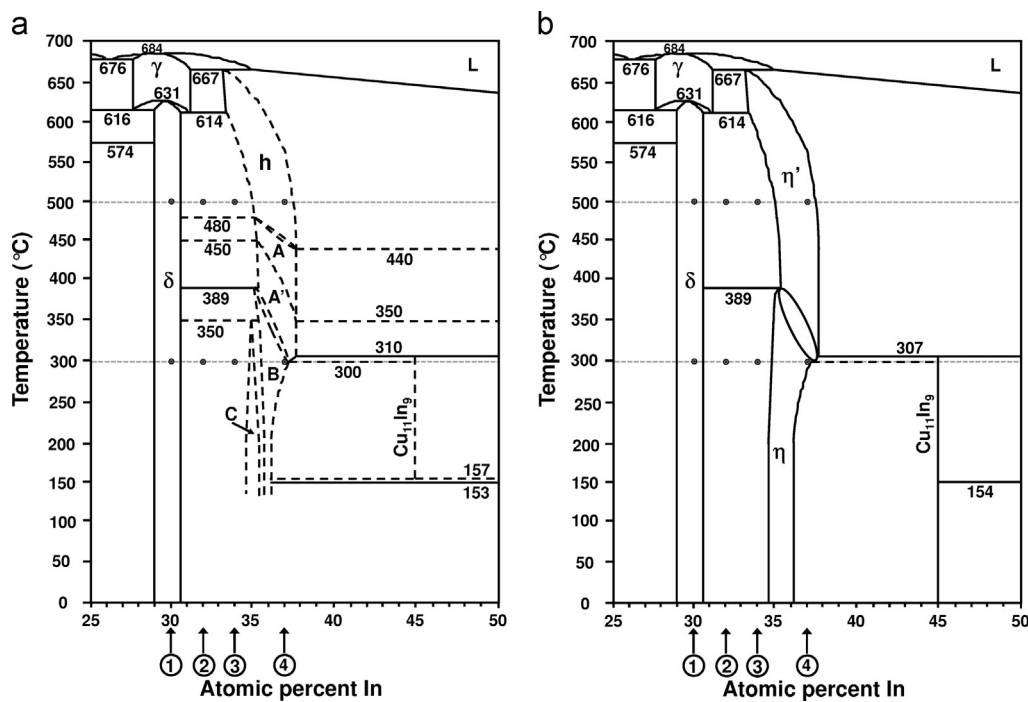 a
700
650
600
550
500
450
400
350
300
250
200
150
100
50
0
Temperature (°C)
684
676
γ
667
L
631
616
614
574
h
480
A
450
440
δ
A'
389
350
350
310
B
300
C
Cu11In9
157
153
25 30 35 40 45 50
1 2 3 4
Atomic percent In
b
700
650
600
550
500
450
400
350
300
250
200
150
100
50
0
Temperature (°C)
684
676
γ
667
L
631
616
614
574
η'
δ
389
307
Cu11In9
η
154
25 30 35 40 45 50
1 2 3 4
Atomic percent In